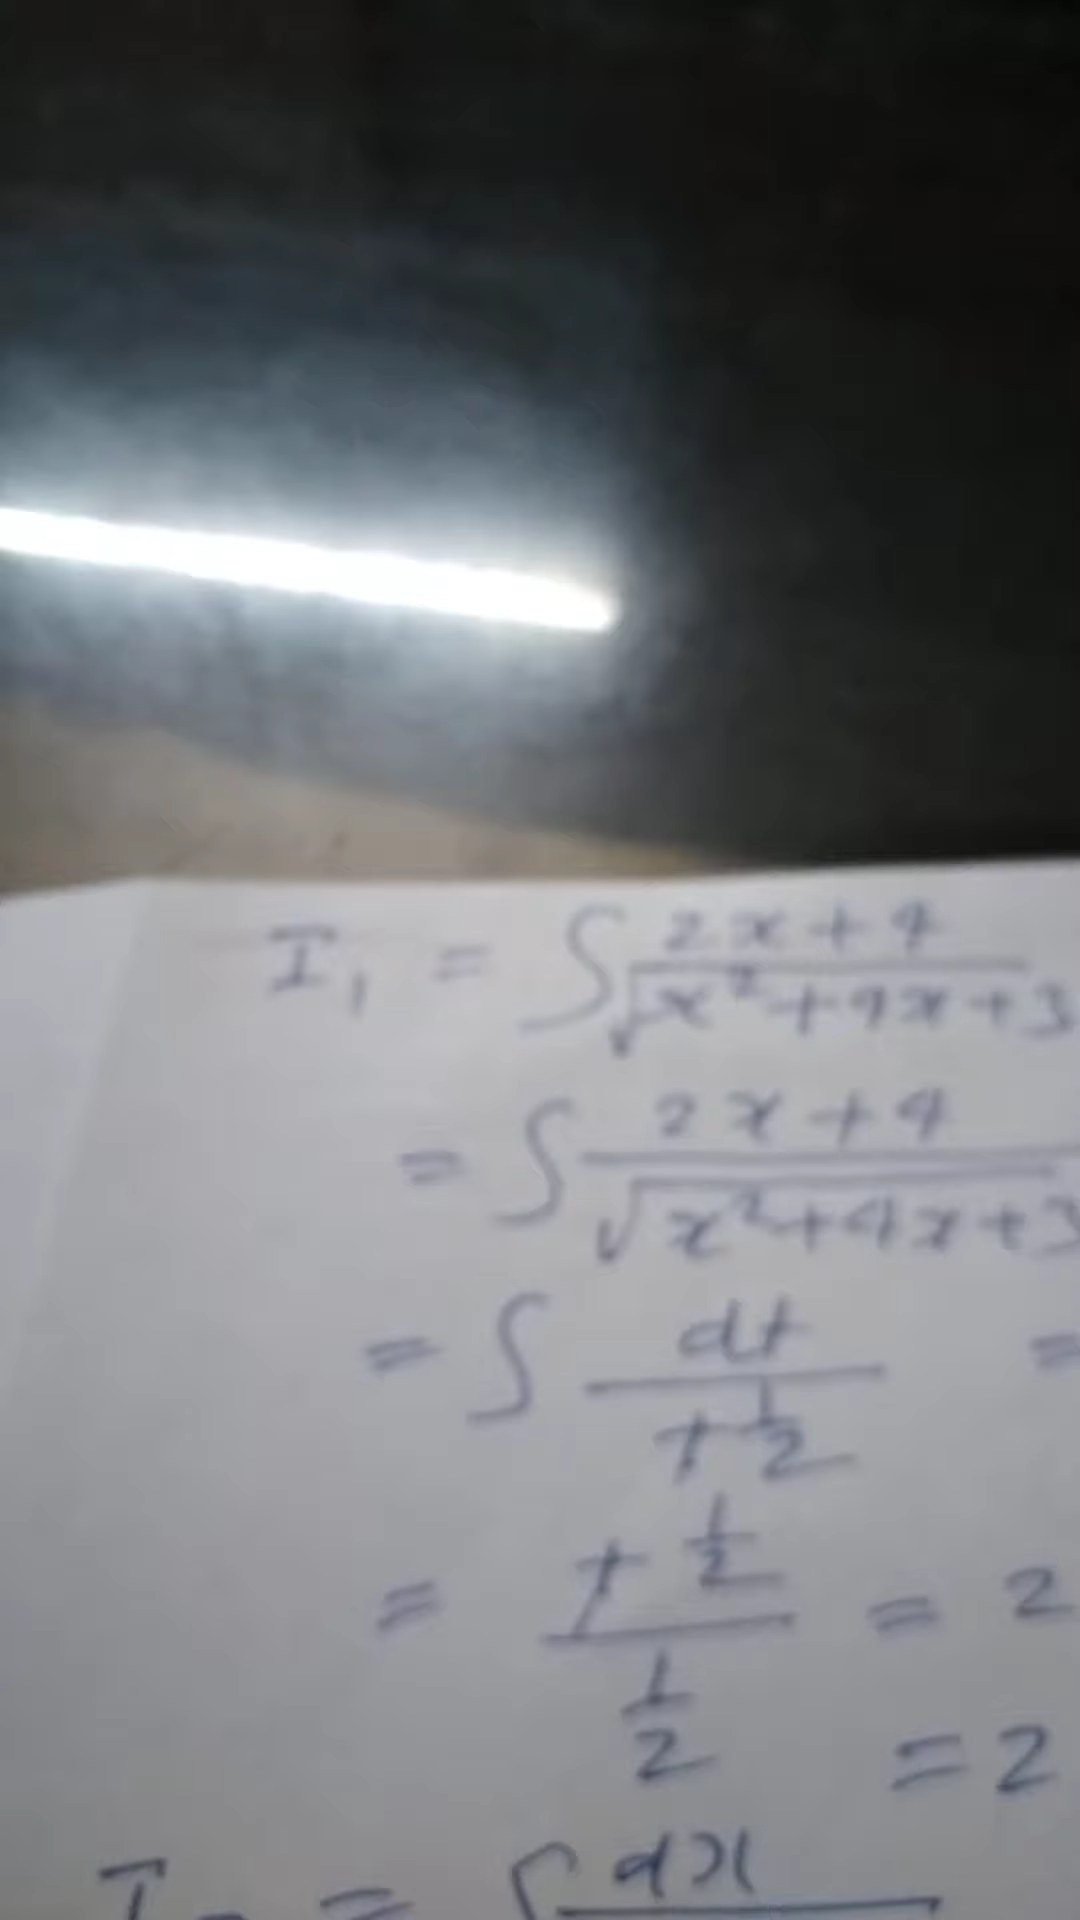 I₁ = ∫ 2x+4 / √x²+4x+3
= ∫ 2x+4 / √x²+4x+3
= ∫ dt / t^½ =
= t^½ / ½ = 2
= 2
I = ∫ dx